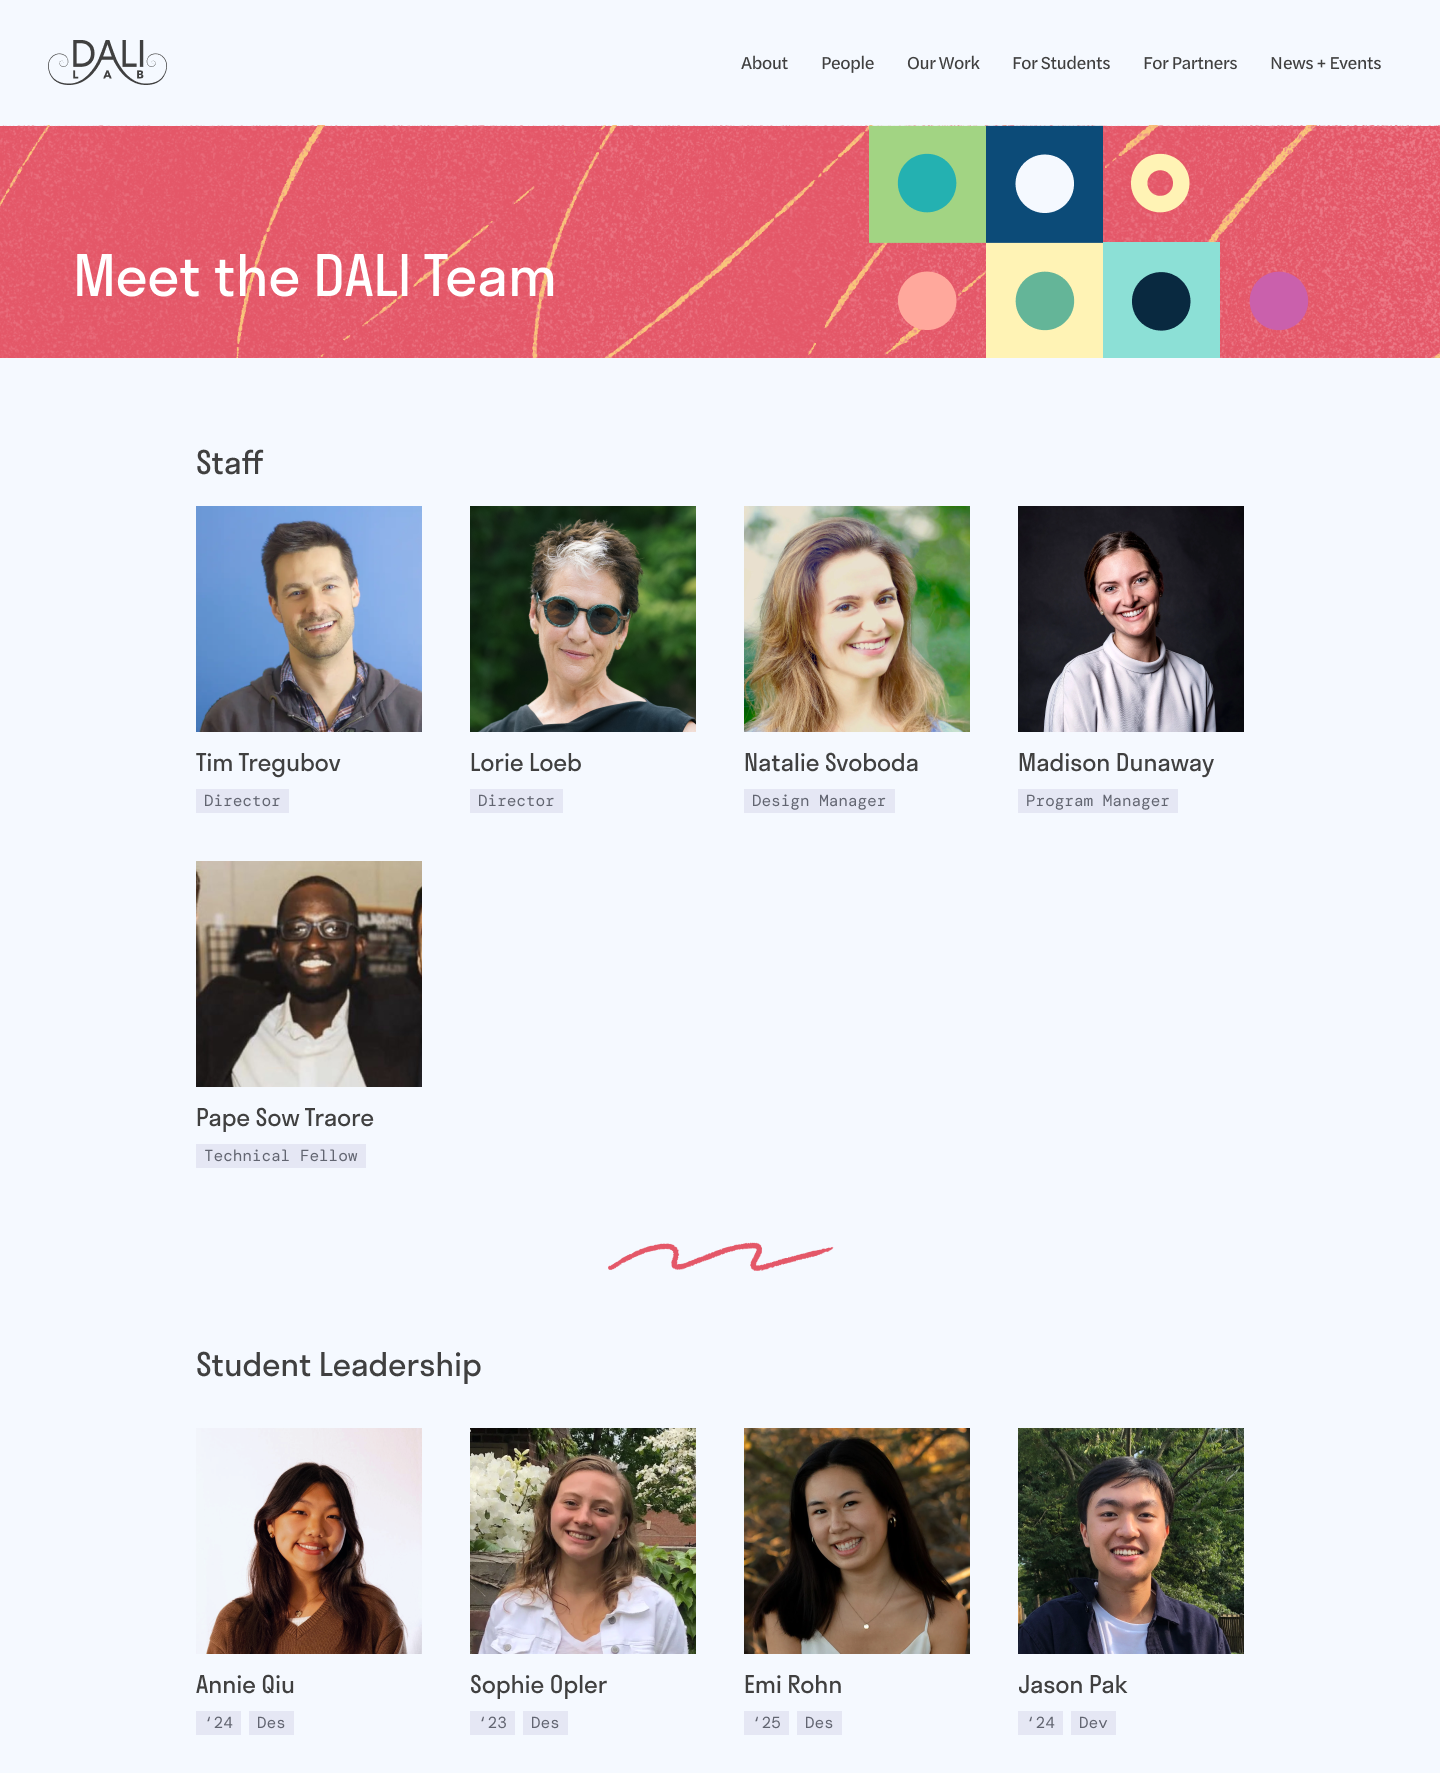 DALI
LAB
About People Our Work For Students For Partners News + Events
Meet the DALI Team
Staff
Tim Tregubov
Director
Lorie Loeb
Director
Natalie Svoboda
Design Manager
Madison Dunaway
Program Manager
Pape Sow Traore
Technical Fellow
Student Leadership
Annie Qiu
‘24 Des
Sophie Opler
‘23 Des
Emi Rohn
‘25 Des
Jason Pak
‘24 Dev